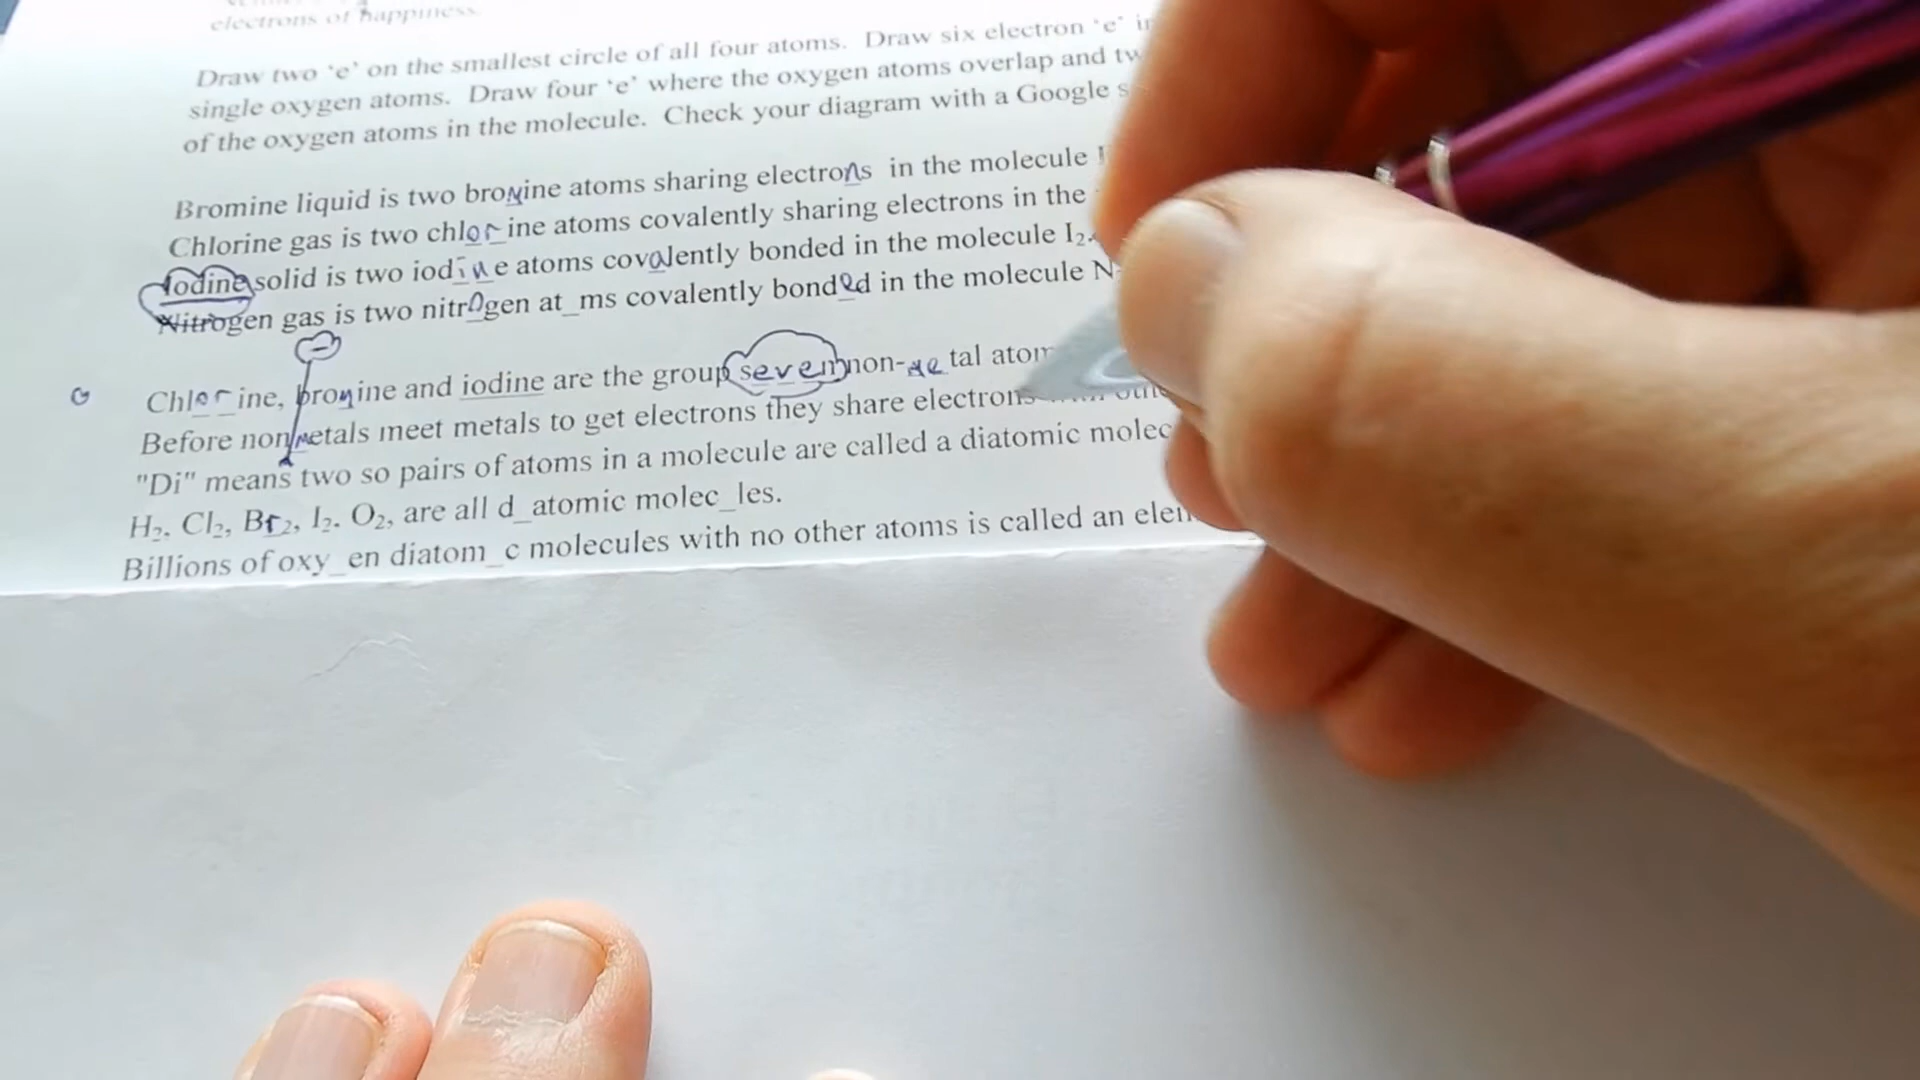 electrons of happiness.
Draw two 'e' on the smallest circle of all four atoms. Draw six electron 'e' in
single oxygen atoms. Draw four 'e' where the oxygen atoms overlap and tw
of the oxygen atoms in the molecule. Check your diagram with a Google s
Bromine liquid is two bromine atoms sharing electrons in the molecule
Chlorine gas is two chlorine atoms covalently sharing electrons in the
Iodine solid is two iodine atoms covalently bonded in the molecule I₂.
Nitrogen gas is two nitrogen at_ms covalently bonded in the molecule N
G Chlorine, bromine and iodine are the group seven non-metal atom
Before nonmetals meet metals to get electrons they share electrons with othe
"Di" means two so pairs of atoms in a molecule are called a diatomic molec
H₂. Cl₂, Br₂, I₂. O₂, are all d_atomic molec_les.
Billions of oxy_en diatom_c molecules with no other atoms is called an elem